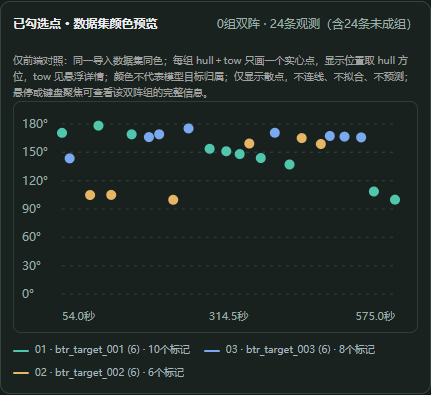 已勾选点 · 数据集颜色预览
0组双阵 · 24条观测（含24条未成组）
仅前端对照：同一导入数据集同色；每组 hull + tow 只画一个实心点，显示位置取 hull 方
位，tow 见悬浮详情；颜色不代表模型目标归属；仅显示散点，不连线、不拟合、不预测；
悬停或键盘聚焦可查看该双阵组的完整信息。
180°
150°
120°
90°
60°
30°
0°
54.0秒
314.5秒
575.0秒
01 · btr_target_001 (6) · 10个标记
03 · btr_target_003 (6) · 8个标记
02 · btr_target_002 (6) · 6个标记